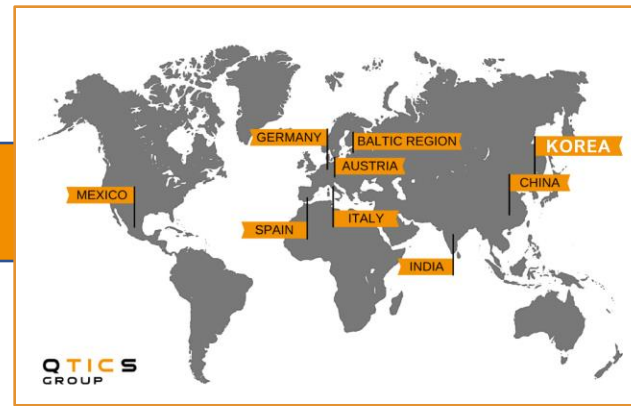 GERMANY
BALTIC REGION
KOREA
AUSTRIA
CHINA
MEXICO
SPAIN
ITALY
INDIA
QTICS
GROUP